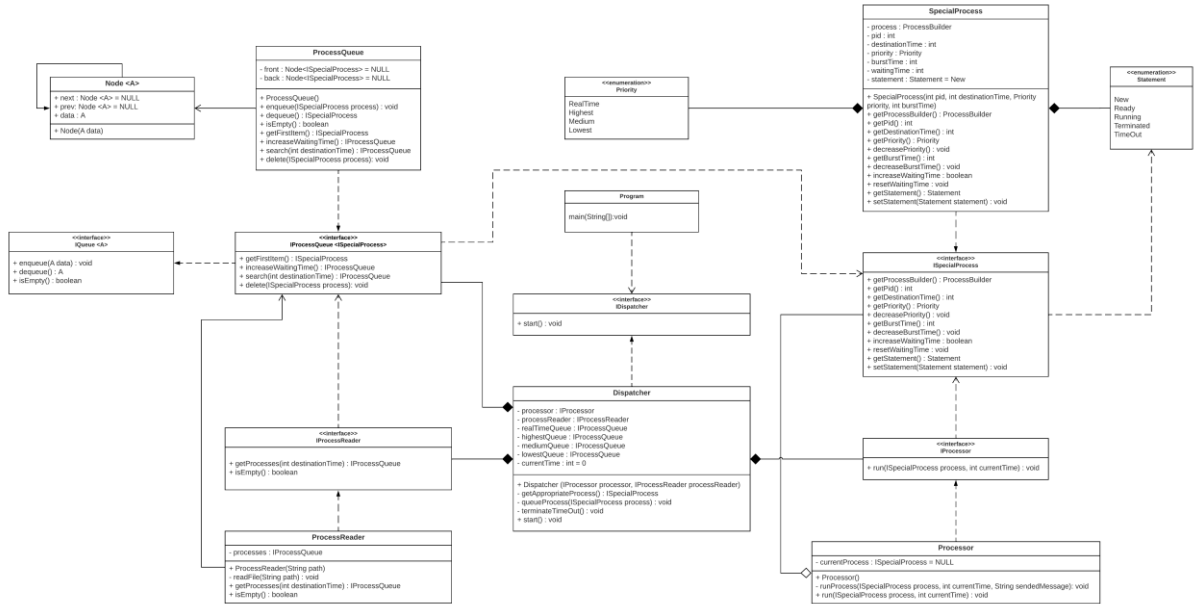 Node <A>
+ next : Node <A> = NULL
+ prev: Node <A> = NULL
+ data : A
+ Node(A data)
ProcessQueue
- front : Node<ISpecialProcess> = NULL
- back : Node<ISpecialProcess> = NULL
+ ProcessQueue()
+ enqueue(ISpecialProcess process) : void
+ dequeue() : ISpecialProcess
+ isEmpty() : boolean
+ getFirstItem() : ISpecialProcess
+ increaseWaitingTime() : IProcessQueue
+ search(int destinationTime) : IProcessQueue
+ delete(ISpecialProcess process): void
<<enumeration>>
Priority
RealTime
Highest
Medium
Lowest
SpecialProcess
- process : ProcessBuilder
- pid : int
- destinationTime : int
- priority : Priority
- burstTime : int
- waitingTime : int
- statement : Statement = New
+ SpecialProcess(int pid, int destinationTime, Priority
priority, int burstTime)
+ getProcessBuilder() : ProcessBuilder
+ getPid() : int
+ getDestinationTime() : int
+ getPriority() : Priority
+ decreasePriority() : void
+ getBurstTime() : int
+ decreaseBurstTime() : void
+ increaseWaitingTime : boolean
+ resetWaitingTime : void
+ getStatement() : Statement
+ setStatement(Statement statement) : void
<<enumeration>>
Statement
New
Ready
Running
Terminated
TimeOut
<<interface>>
IQueue <A>
+ enqueue(A data) : void
+ dequeue() : A
+ isEmpty() : boolean
<<interface>>
IProcessQueue <ISpecialProcess>
+ getFirstItem() : ISpecialProcess
+ increaseWaitingTime() : IProcessQueue
+ search(int destinationTime) : IProcessQueue
+ delete(ISpecialProcess process): void
Program
main(String[]):void
<<interface>>
IDispatcher
+ start() : void
<<interface>>
ISpecialProcess
+ getProcessBuilder() : ProcessBuilder
+ getPid() : int
+ getDestinationTime() : int
+ getPriority() : Priority
+ decreasePriority() : void
+ getBurstTime() : int
+ decreaseBurstTime() : void
+ increaseWaitingTime : boolean
+ resetWaitingTime : void
+ getStatement() : Statement
+ setStatement(Statement statement) : void
Dispatcher
- processor : IProcessor
- processReader : IProcessReader
- realTimeQueue : IProcessQueue
- highestQueue : IProcessQueue
- mediumQueue : IProcessQueue
- lowestQueue : IProcessQueue
- currentTime : int = 0
+ Dispatcher (IProcessor processor, IProcessReader processReader)
- getAppropriateProcess() : ISpecialProcess
- queueProcess(ISpecialProcess process) : void
- terminateTimeOut() : void
+ start() : void
<<interface>>
IProcessReader
+ getProcesses(int destinationTime) : IProcessQueue
+ isEmpty() : boolean
<<interface>>
IProcessor
+ run(ISpecialProcess process, int currentTime) : void
ProcessReader
- processes : IProcessQueue
+ ProcessReader(String path)
- readFile(String path) : void
+ getProcesses(int destinationTime) : IProcessQueue
+ isEmpty() : boolean
Processor
- currentProcess : ISpecialProcess = NULL
+ Processor()
- runProcess(ISpecialProcess process, int currentTime, String sendedMessage): void
+ run(ISpecialProcess process, int currentTime) : void